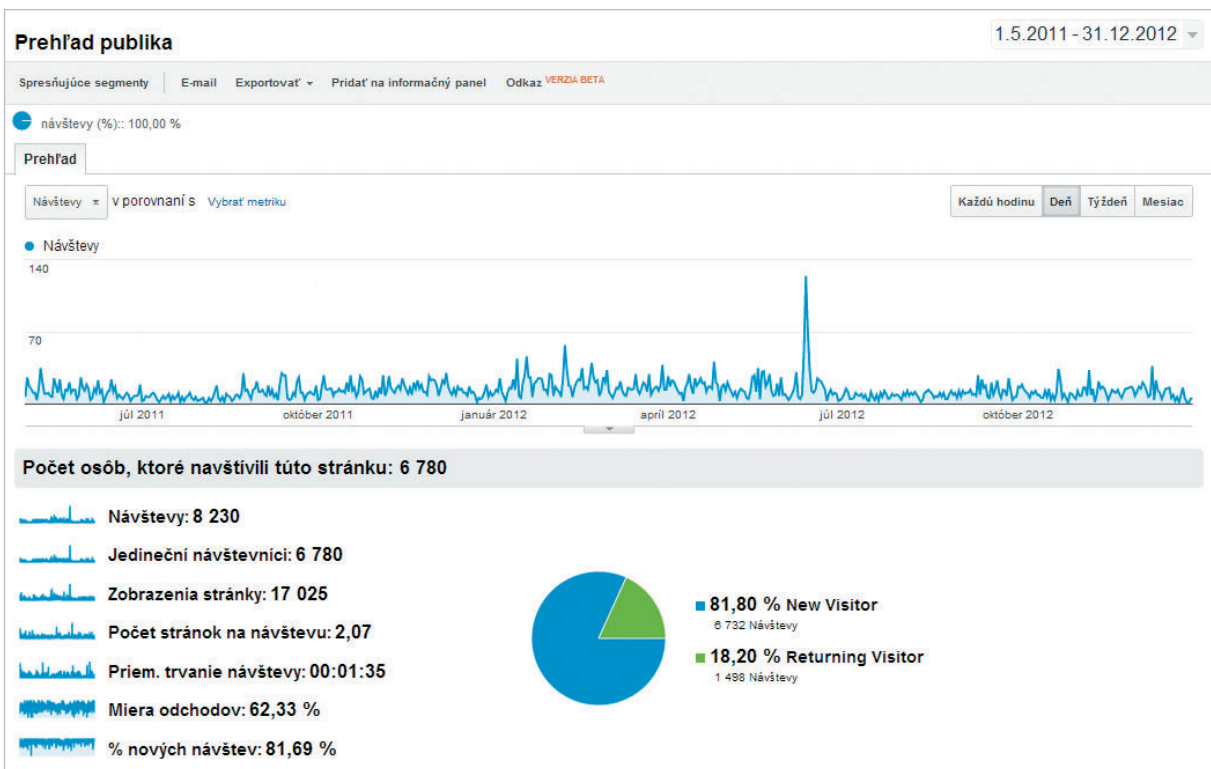 Prehľad publika
1.5.2011 - 31.12.2012
Spresňujúce segmenty E-mail Exportovať Pridať na informačný panel Odkaz VERZIA BETA
návštevy (%):: 100,00 %
Prehľad
Návštevy v porovnaní s Vybrať metriku
Každú hodinu Deň Týždeň Mesiac
Návštevy
140
70
júl 2011 október 2011 január 2012 apríl 2012 júl 2012 október 2012
Počet osôb, ktoré navštívili túto stránku: 6 780
Návštevy: 8 230
Jedineční návštevníci: 6 780
Zobrazenia stránky: 17 025
Počet stránok na návštevu: 2,07
Priem. trvanie návštevy: 00:01:35
Miera odchodov: 62,33 %
% nových návštev: 81,69 %
81,80 % New Visitor
6 732 Návštevy
18,20 % Returning Visitor
1 498 Návštevy